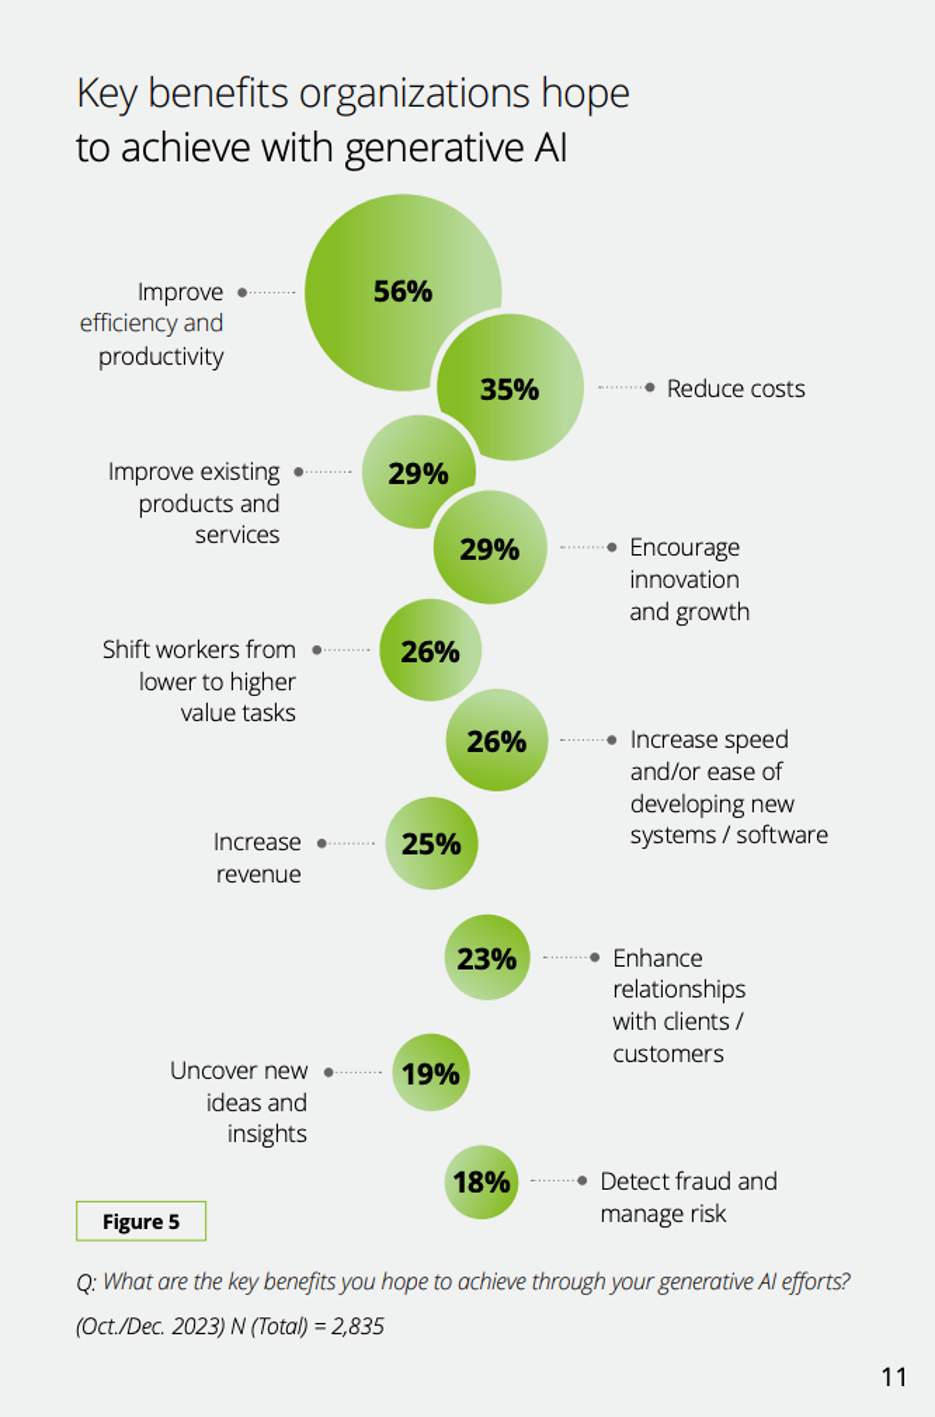 Key benefits organizations hope
to achieve with generative AI
56%
Improve
efficiency and
productivity
35%
Reduce costs
29%
Improve existing
products and
services
29%
Encourage
innovation
and growth
26%
Shift workers from
lower to higher
value tasks
26%
Increase speed
and/or ease of
developing new
systems / software
25%
Increase
revenue
23%
Enhance
relationships
with clients /
customers
19%
Uncover new
ideas and
insights
18%
Detect fraud and
manage risk
Figure 5
Q: What are the key benefits you hope to achieve through your generative AI efforts?
(Oct./Dec. 2023) N (Total) = 2,835
11